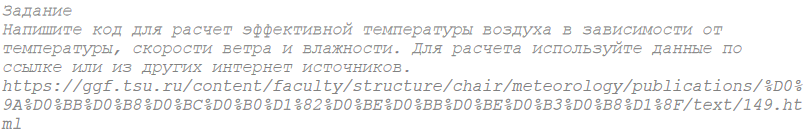 Задание
Напишите код для расчет эффективной температуры воздуха в зависимости от
температуры, скорости ветра и влажности. Для расчета используйте данные по
ссылке или из других интернет источников.
https://ggf.tsu.ru/content/faculty/structure/chair/meteorology/publications/%D0%
9A%D0%BB%D0%B8%D0%BC%D0%B0%D1%82%D0%BE%D0%BB%D0%BE%D0%B3%D0%B8%D1%8F/text/149.ht
ml